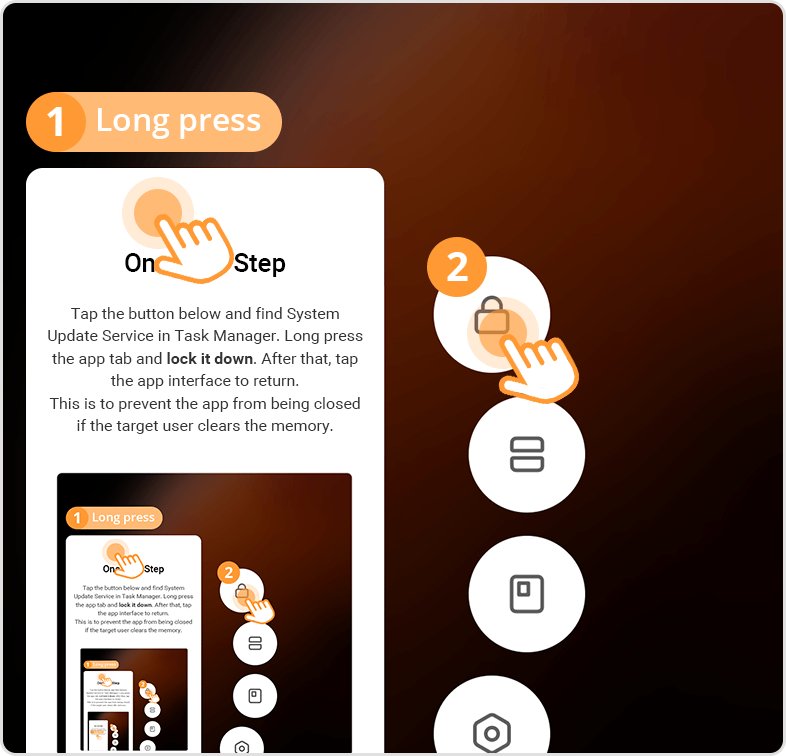 1 Long press
On Step
2
Tap the button below and find System
Update Service in Task Manager. Long press
the app tab and lock it down. After that, tap
the app interface to return.
This is to prevent the app from being closed
if the target user clears the memory.
1 Long press
On Step
2
Tap the button below and find System
Update Service in Task Manager. Long press
the app tab and lock it down. After that, tap
the app interface to return.
This is to prevent the app from being closed
if the target user clears the memory.
1 Long press